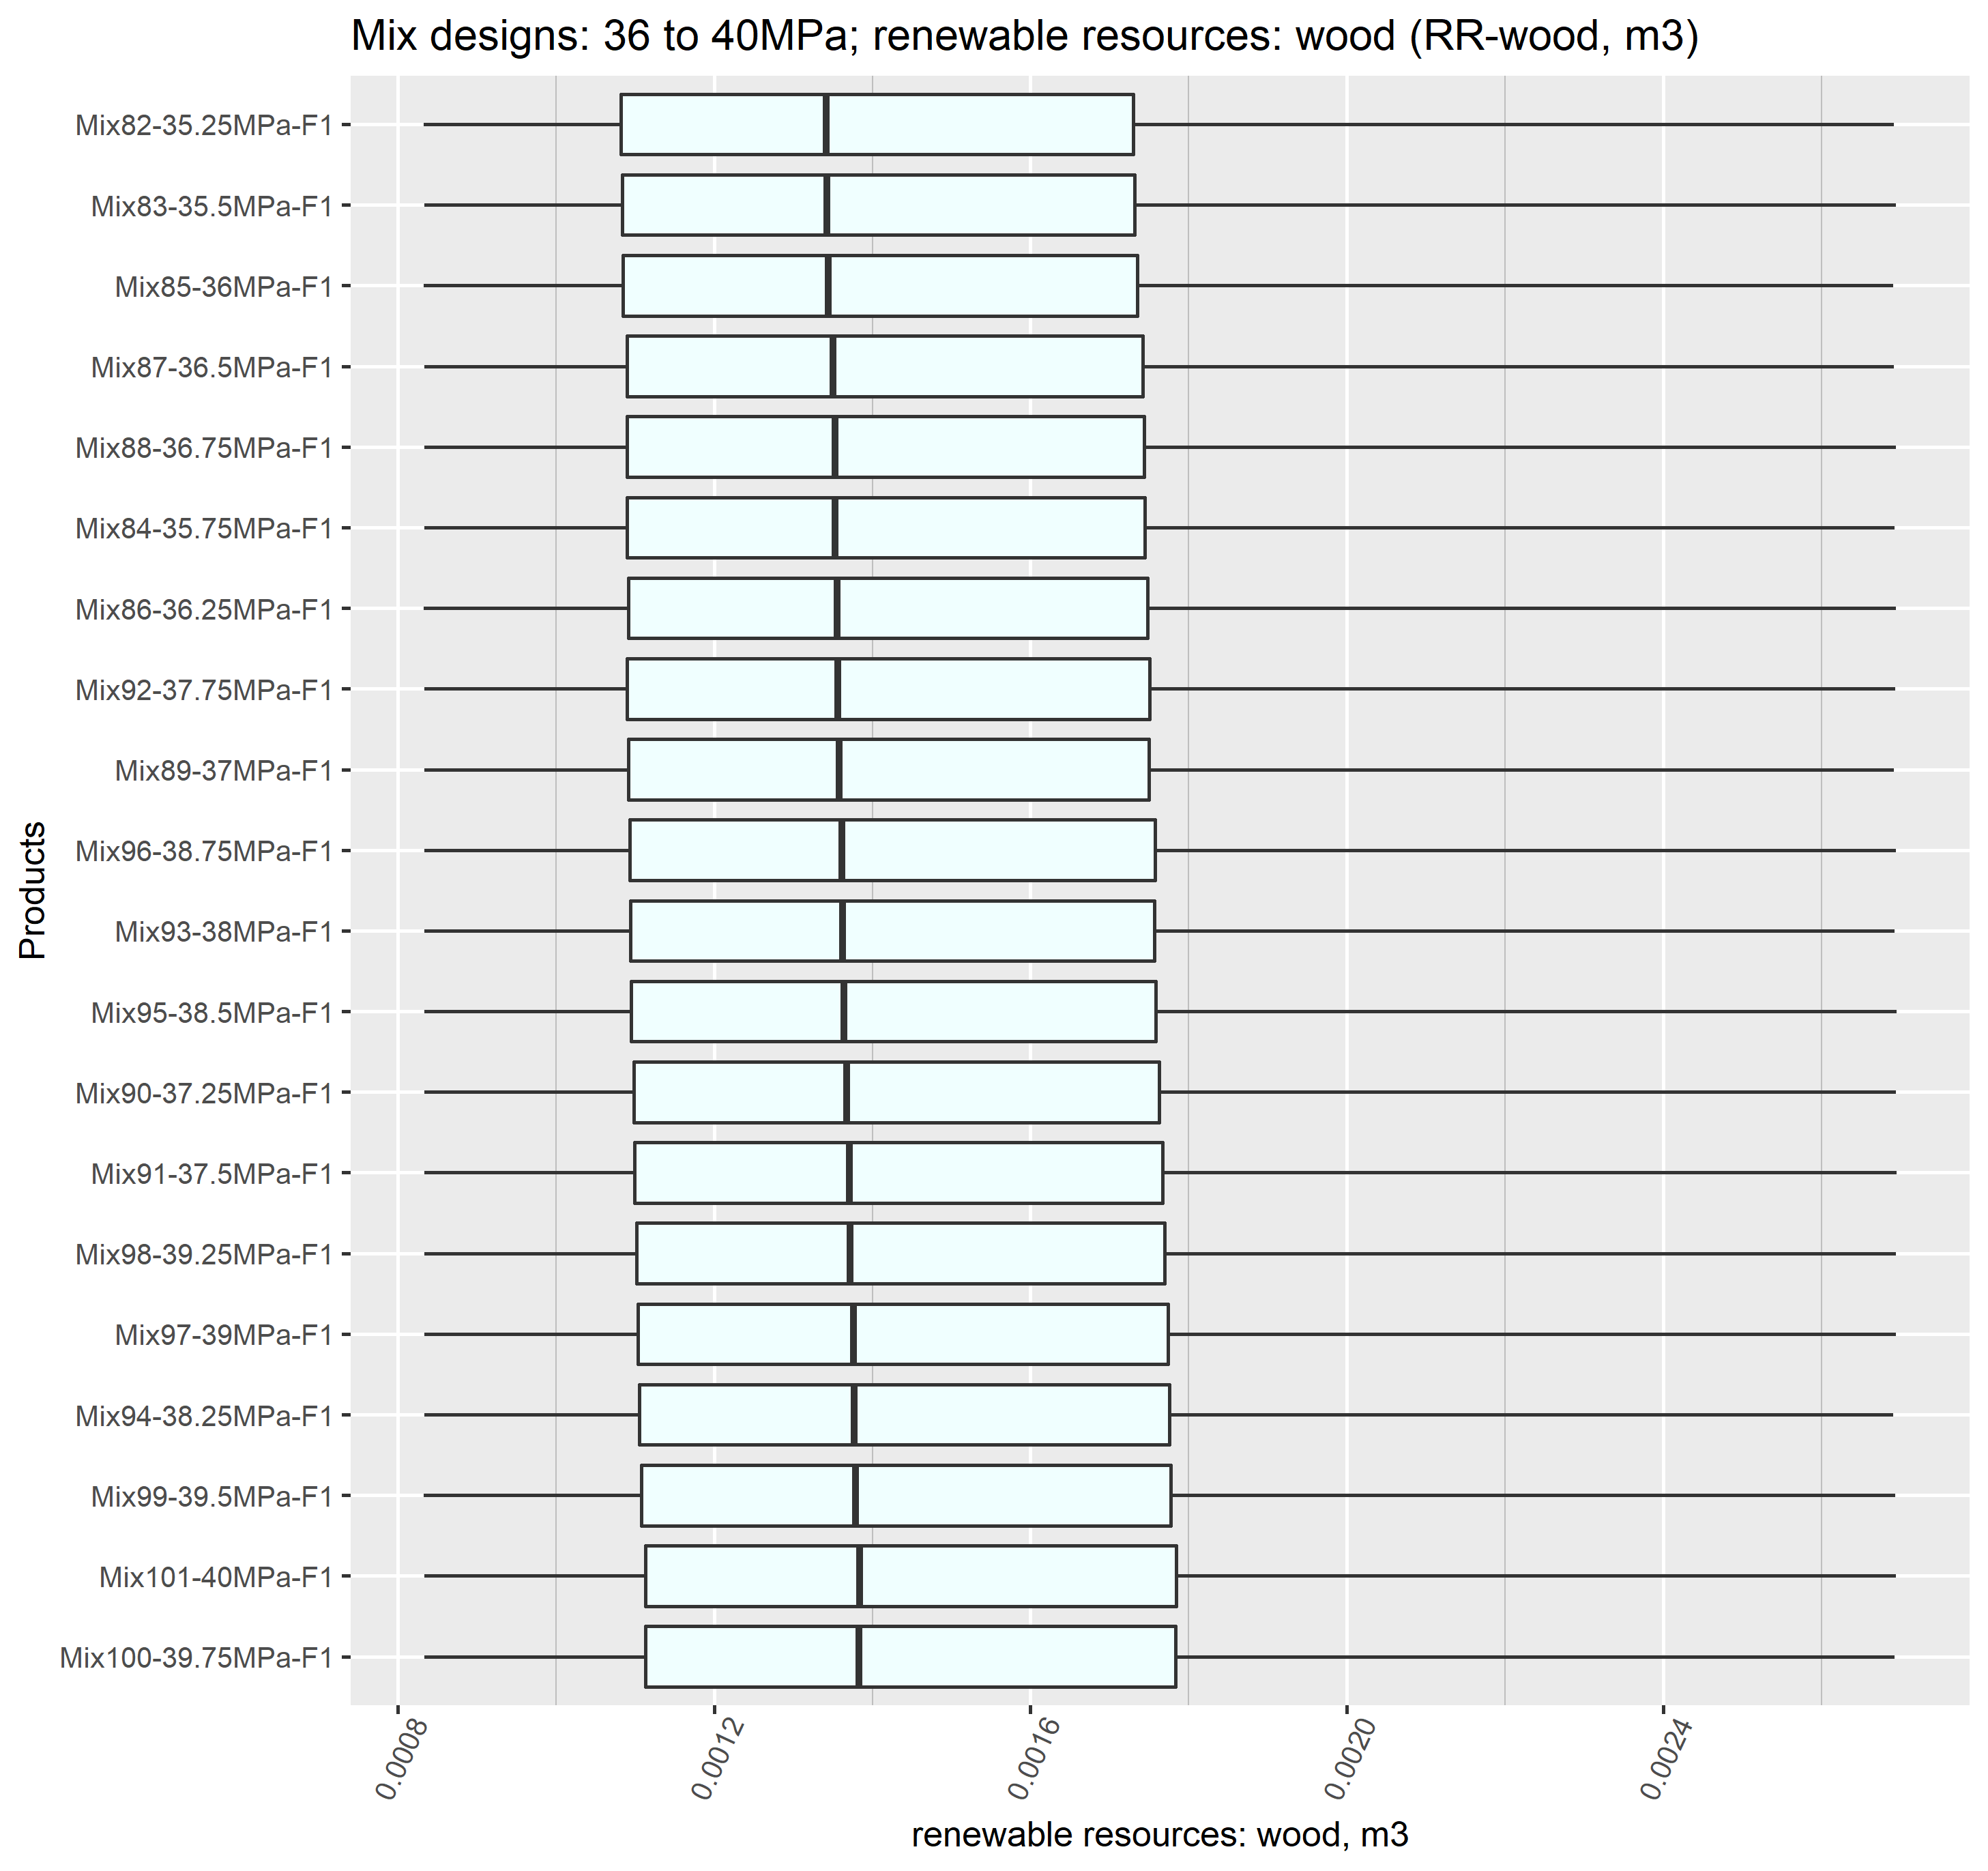 Mix designs: 36 to 40MPa; renewable resources: wood (RR-wood, m3)
Products
Mix82-35.25MPa-F1
Mix83-35.5MPa-F1
Mix85-36MPa-F1
Mix87-36.5MPa-F1
Mix88-36.75MPa-F1
Mix84-35.75MPa-F1
Mix86-36.25MPa-F1
Mix92-37.75MPa-F1
Mix89-37MPa-F1
Mix96-38.75MPa-F1
Mix93-38MPa-F1
Mix95-38.5MPa-F1
Mix90-37.25MPa-F1
Mix91-37.5MPa-F1
Mix98-39.25MPa-F1
Mix97-39MPa-F1
Mix94-38.25MPa-F1
Mix99-39.5MPa-F1
Mix101-40MPa-F1
Mix100-39.75MPa-F1
0.0008
0.0012
0.0016
0.0020
0.0024
renewable resources: wood, m3